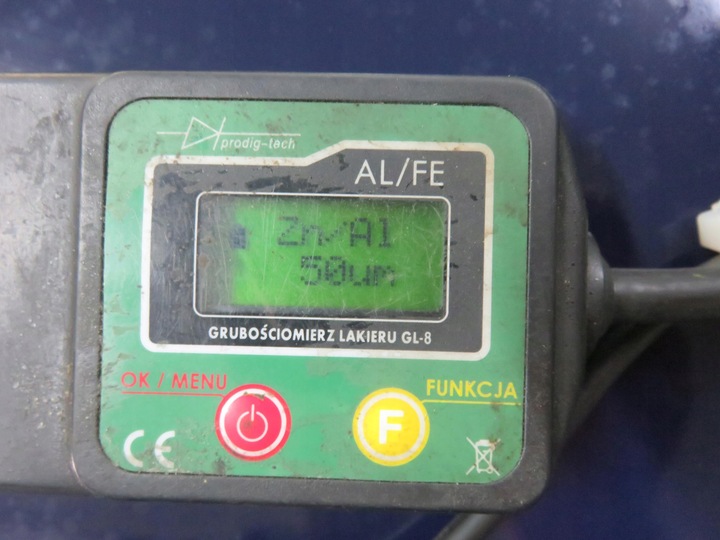 prodig-tech
AL/FE
Zn/Al
50um
GRUBOŚCIOMIERZ LAKIERU GL-8
OK / MENU
FUNKCJA
F
CE